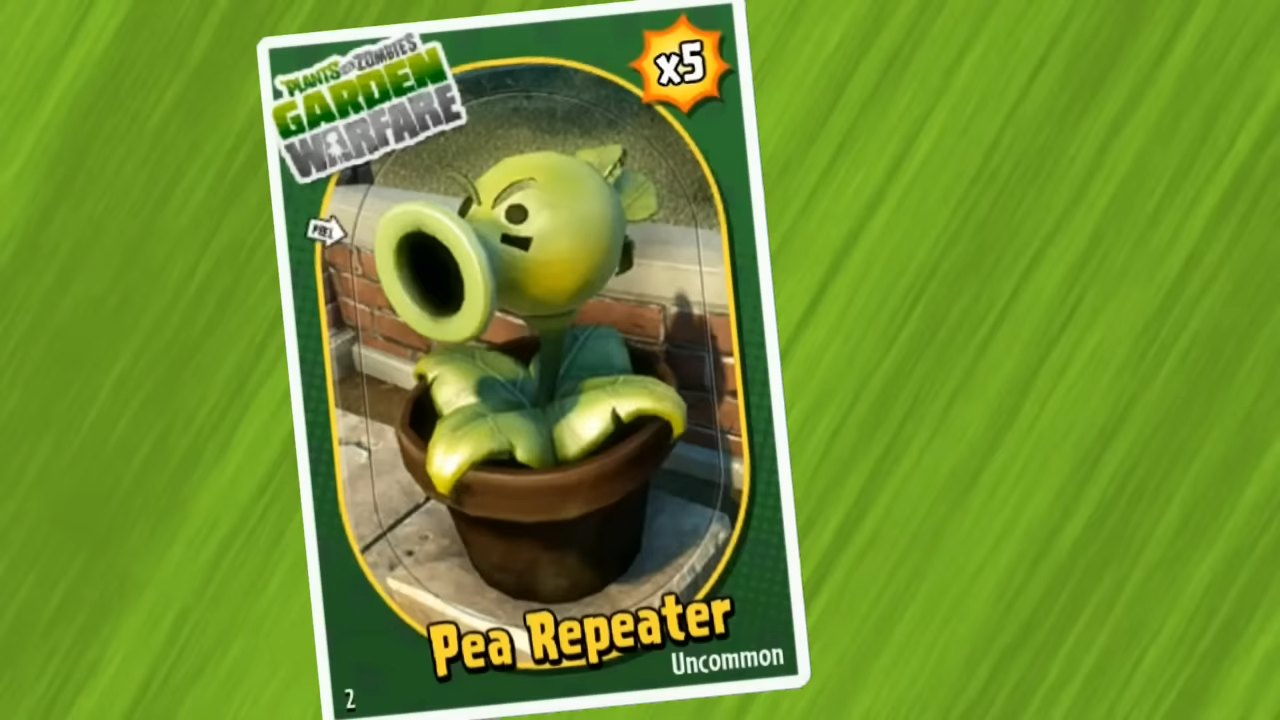 PLANTS VS. ZOMBIES
GARDEN
WARFARE
x5
PEEL
Pea Repeater
Uncommon
2